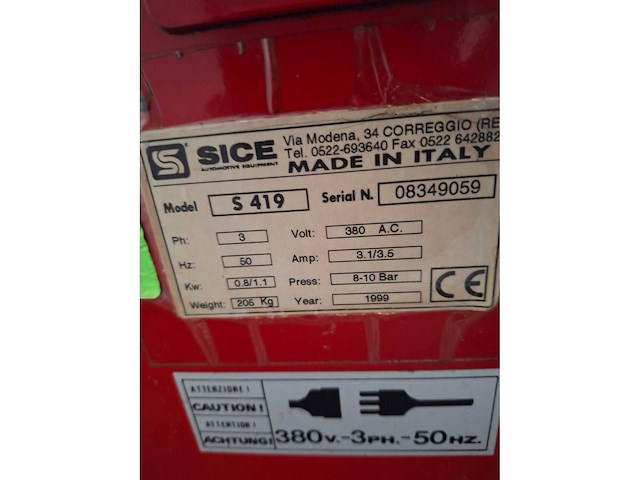 SICE
AUTOMOTIVE EQUIPMENT
Via Modena, 34 CORREGGIO (RE
Tel. 0522-693640 Fax 0522 642882
MADE IN ITALY
Model S 419 Serial N. 08349059
Ph: 3 Volt: 380 A.C.
Hz: 50 Amp: 3.1/3.5
Kw: 0.8/1.1 Press: 8-10 Bar
Weight: 205 Kg Year: 1999
CE
ATTENZIONE!
CAUTION!
ATTENTION!
ACHTUNG!
380V.-3PH.-50HZ.